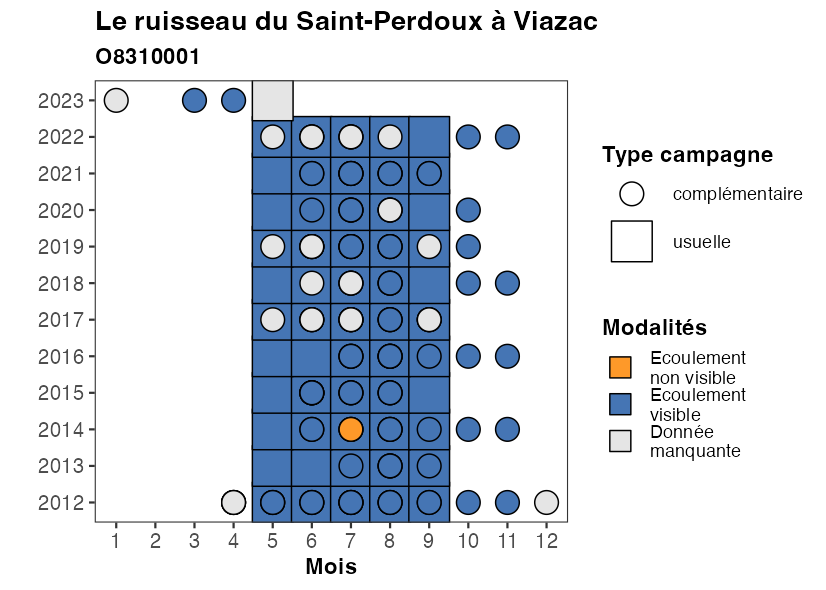 Le ruisseau du Saint-Perdoux à Viazac
O8310001
2023
2022
2021
2020
2019
2018
2017
2016
2015
2014
2013
2012
1 2 3 4 5 6 7 8 9 10 11 12
Mois
Type campagne
complémentaire
usuelle
Modalités
Ecoulement
non visible
Ecoulement
visible
Donnée
manquante